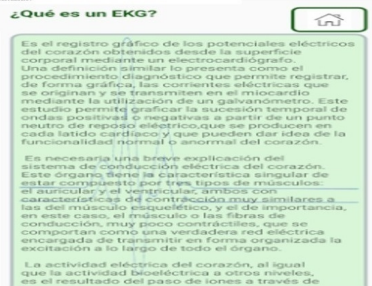 ¿Qué es un EKG?
Es el registro gráfico de los potenciales eléctricos
del corazón obtenidos desde la superficie
corporal mediante un electrocardiógrafo.
Una definición similar lo presenta como el
procedimiento diagnóstico que permite registrar,
de forma gráfica, las corrientes eléctricas que
se originan y se transmiten en el miocardio
mediante la utilización de un galvanómetro. Este
estudio permite graficar la sucesión temporal de
ondas positivas o negativas a partir de un punto
neutro de reposo eléctrico,que se producen en
cada latido cardíaco y que pueden dar idea de la
funcionalidad normal o anormal del corazón.
Es necesaria una breve explicación del
sistema de conducción eléctrica del corazón.
Este órgano tiene la característica singular de
estar compuesto por tres tipos de músculos:
el auricular y el ventricular, ambos con
características de contracción muy similares a
las del músculo esquelético, y el de importancia,
en este caso, el músculo o las fibras de
conducción, muy poco contráctiles, que se
comportan como una verdadera red eléctrica
encargada de transmitir en forma organizada la
excitación a lo largo de todo el órgano.
La actividad eléctrica del corazón, al igual
que la actividad bioeléctrica a otros niveles,
es el resultado del paso de iones a través de